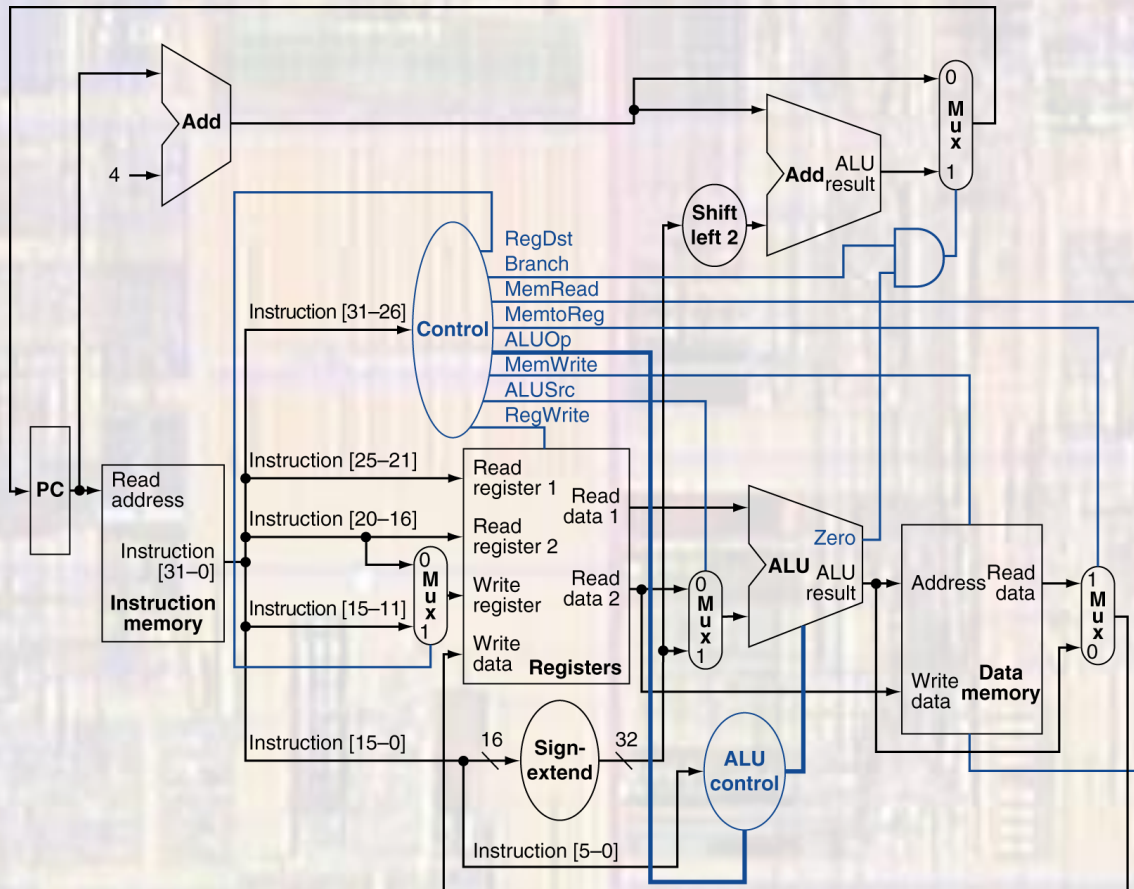 Add
4
Add
ALU
result
0
Mux
1
Shift
left 2
RegDst
Branch
MemRead
MemtoReg
ALUOp
MemWrite
ALUSrc
RegWrite
Control
Instruction [31–26]
Instruction [25–21]
Instruction [20–16]
Instruction [15–11]
Instruction [15–0]
Instruction [5–0]
PC
Read
address
Instruction
[31–0]
Instruction
memory
0
Mux
1
Read
register 1
Read
register 2
Write
register
Write
data
Read
data 1
Read
data 2
Registers
0
Mux
1
Zero
ALU
ALU
result
Address
Read
data
Write
data
Data
memory
1
Mux
0
16
Sign-
extend
32
ALU
control